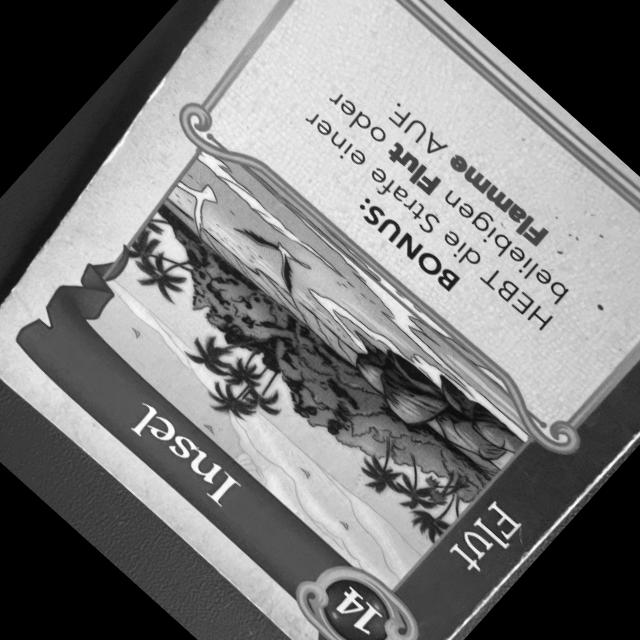 14
Insel
Flut
BONUS:
HEBT die Strafe einer
beliebigen Flut oder
Flamme AUF.